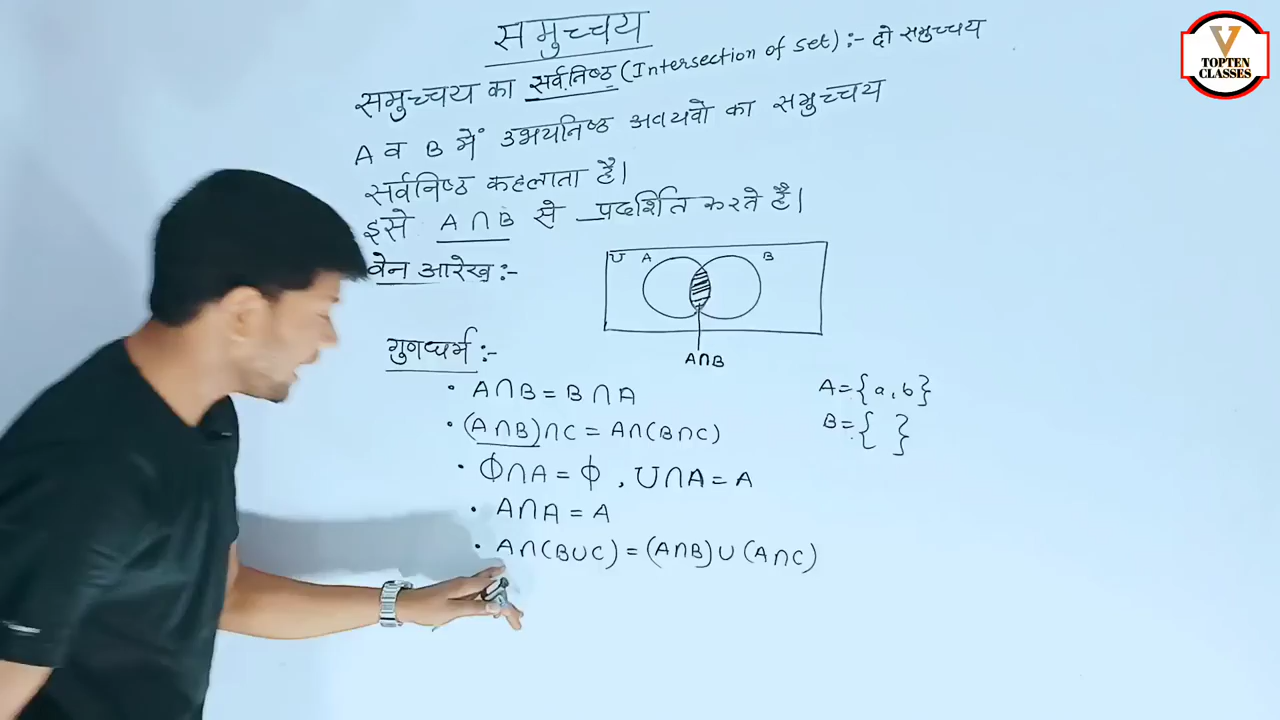 समुच्चय
समुच्चय का सर्वनिष्ठ (Intersection of set) :- दो समुच्चय
A व B में उभयनिष्ठ अवयवो का समुच्चय
सर्वनिष्ठ कहलाता है।
इसे A∩B से प्रदर्शित करते है।
वेन आरेख :-
U A B
A∩B
गुणधर्म :-
• A∩B = B∩A
• (A∩B)∩C = A∩(B∩C)
• ϕ∩A = ϕ , U∩A = A
• A∩A = A
• A∩(B∪C) = (A∩B)∪(A∩C)
A = {a, b}
B = { }
V
TOPTEN
CLASSES